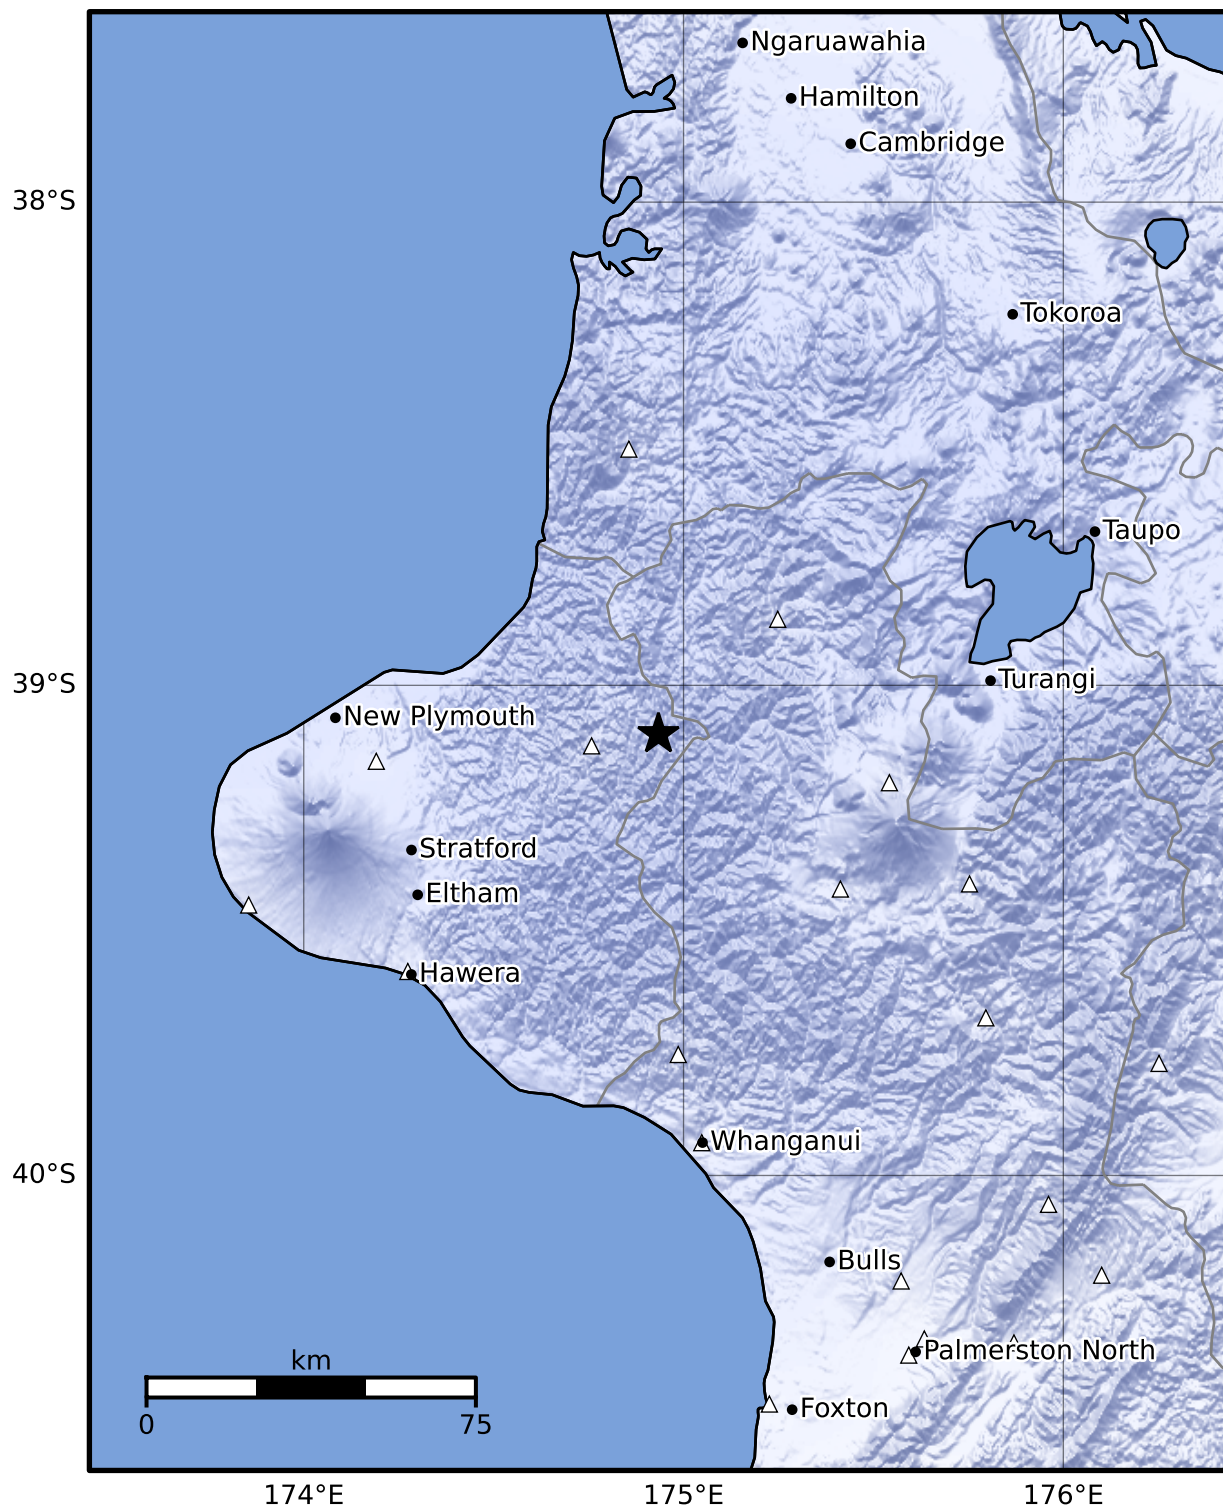 Ngaruawahia
Hamilton
Cambridge
38°S
Tokoroa
Taupo
Turangi
39°S
New Plymouth
Stratford
Eltham
Hawera
Whanganui
40°S
Bulls
Palmerston North
km
Foxton
0 75
174°E 175°E 176°E